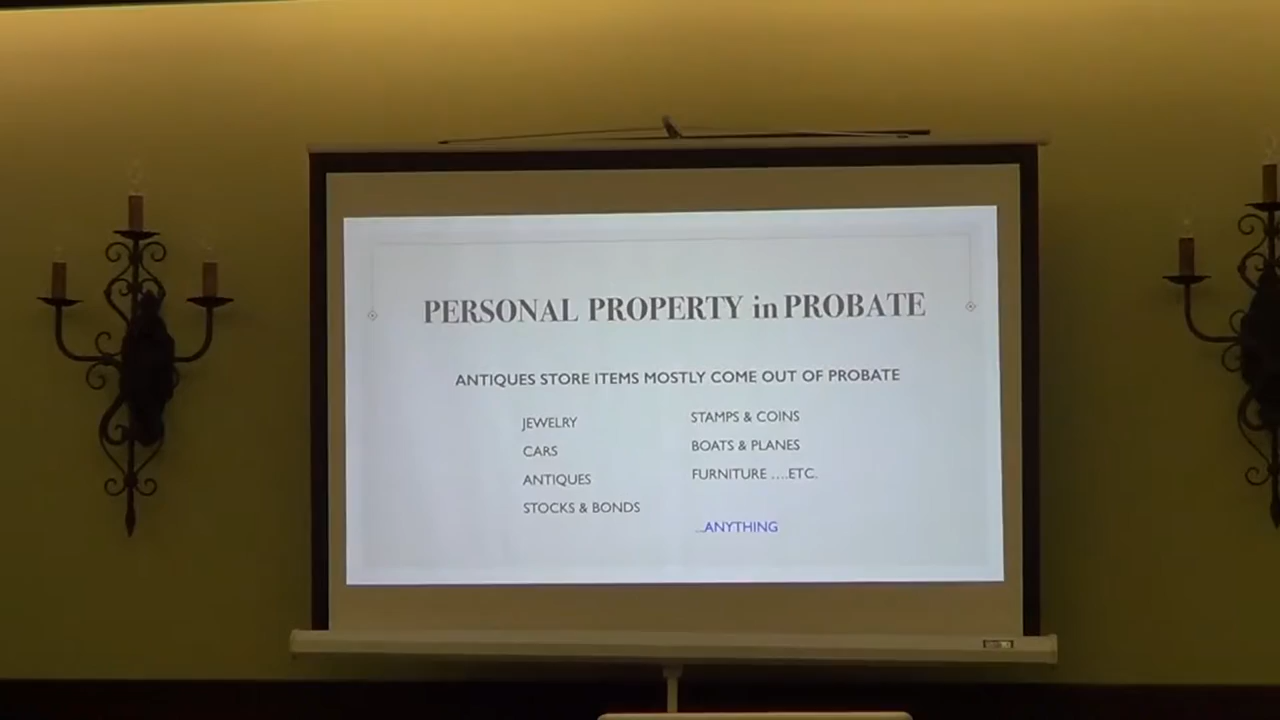 PERSONAL PROPERTY in PROBATE
ANTIQUES STORE ITEMS MOSTLY COME OUT OF PROBATE
JEWELRY
CARS
ANTIQUES
STOCKS & BONDS
STAMPS & COINS
BOATS & PLANES
FURNITURE ....ETC.
...ANYTHING